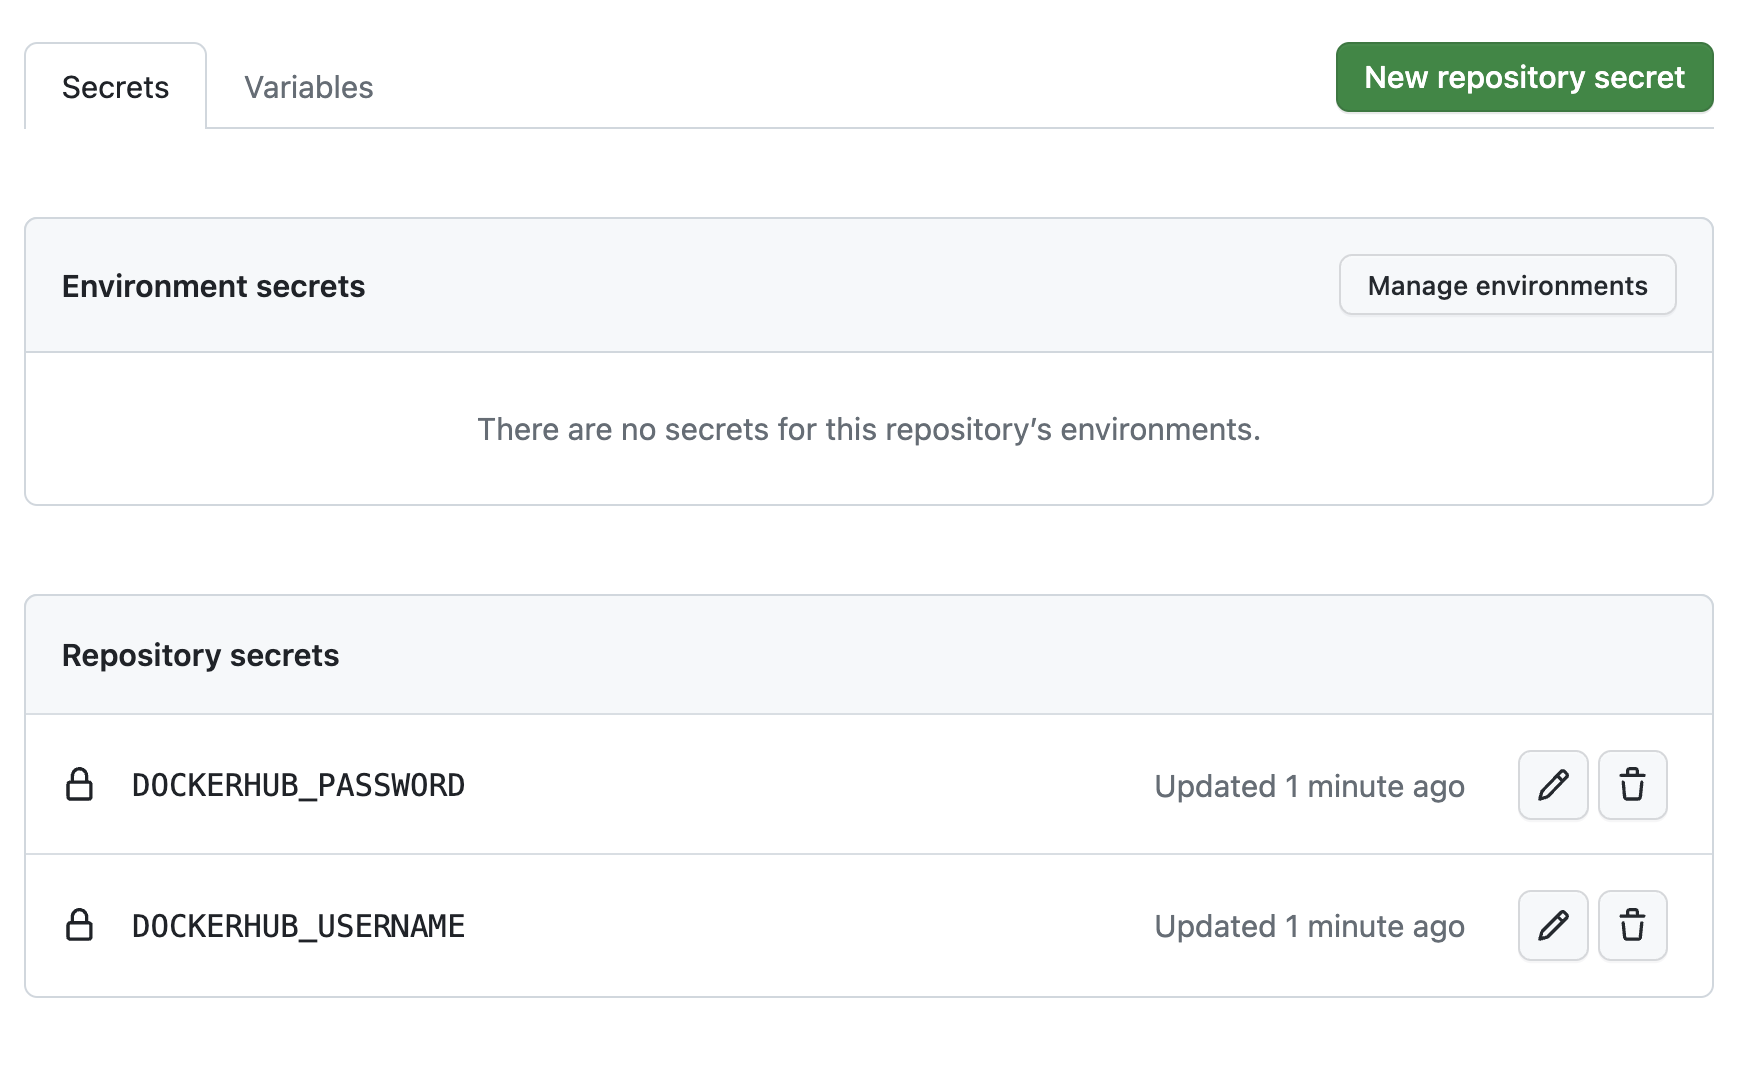 Secrets
Variables
New repository secret
Environment secrets
Manage environments
There are no secrets for this repository’s environments.
Repository secrets
DOCKERHUB_PASSWORD
Updated 1 minute ago
DOCKERHUB_USERNAME
Updated 1 minute ago